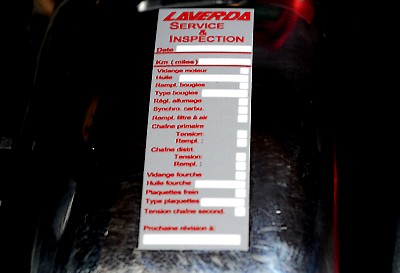 LAVERDA
SERVICE
&
INSPECTION
Date
Km (miles)
Vidange moteur
Huile
Rempl. bougies
Type bougies
Régl. allumage
Synchro. carbu.
Rempl. filtre à air
Chaîne primaire
Tension:
Rempl. :
Chaîne distri.
Tension:
Rempl. :
Vidange fourche
Huile fourche
Plaquettes frein
Type plaquettes
Tension chaîne second.
Prochaine révision à: